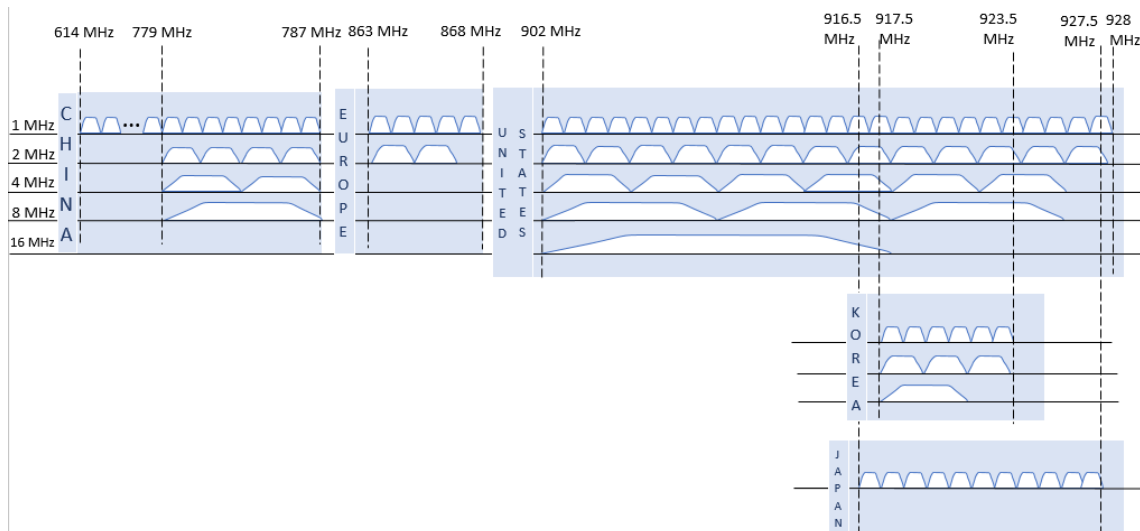 614 MHz 779 MHz 787 MHz 863 MHz 868 MHz 902 MHz 916.5 MHz 917.5 MHz 923.5 MHz 927.5 MHz 928 MHz
CHINA
EUROPE
UNITED STATES
1 MHz
•••
2 MHz
4 MHz
8 MHz
16 MHz
KOREA
JAPAN